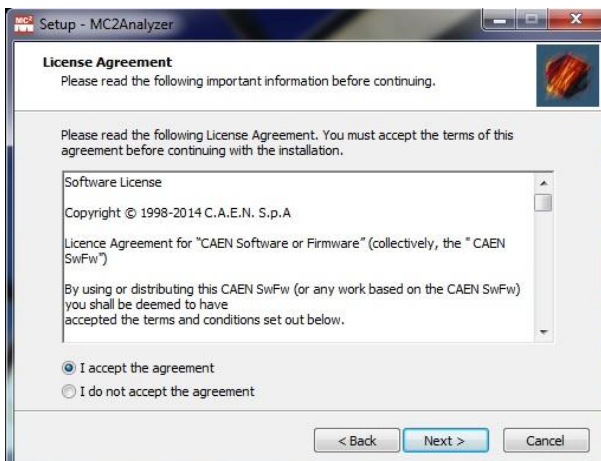 MC²
Setup - MC2Analyzer
License Agreement
Please read the following important information before continuing.
Please read the following License Agreement. You must accept the terms of this
agreement before continuing with the installation.
Software License
Copyright © 1998-2014 C.A.E.N. S.p.A
Licence Agreement for "CAEN Software or Firmware" (collectively, the " CAEN
SwFw")
By using or distributing this CAEN SwFw (or any work based on the CAEN SwFw)
you shall be deemed to have
accepted the terms and conditions set out below.
I accept the agreement
I do not accept the agreement
< Back
Next >
Cancel